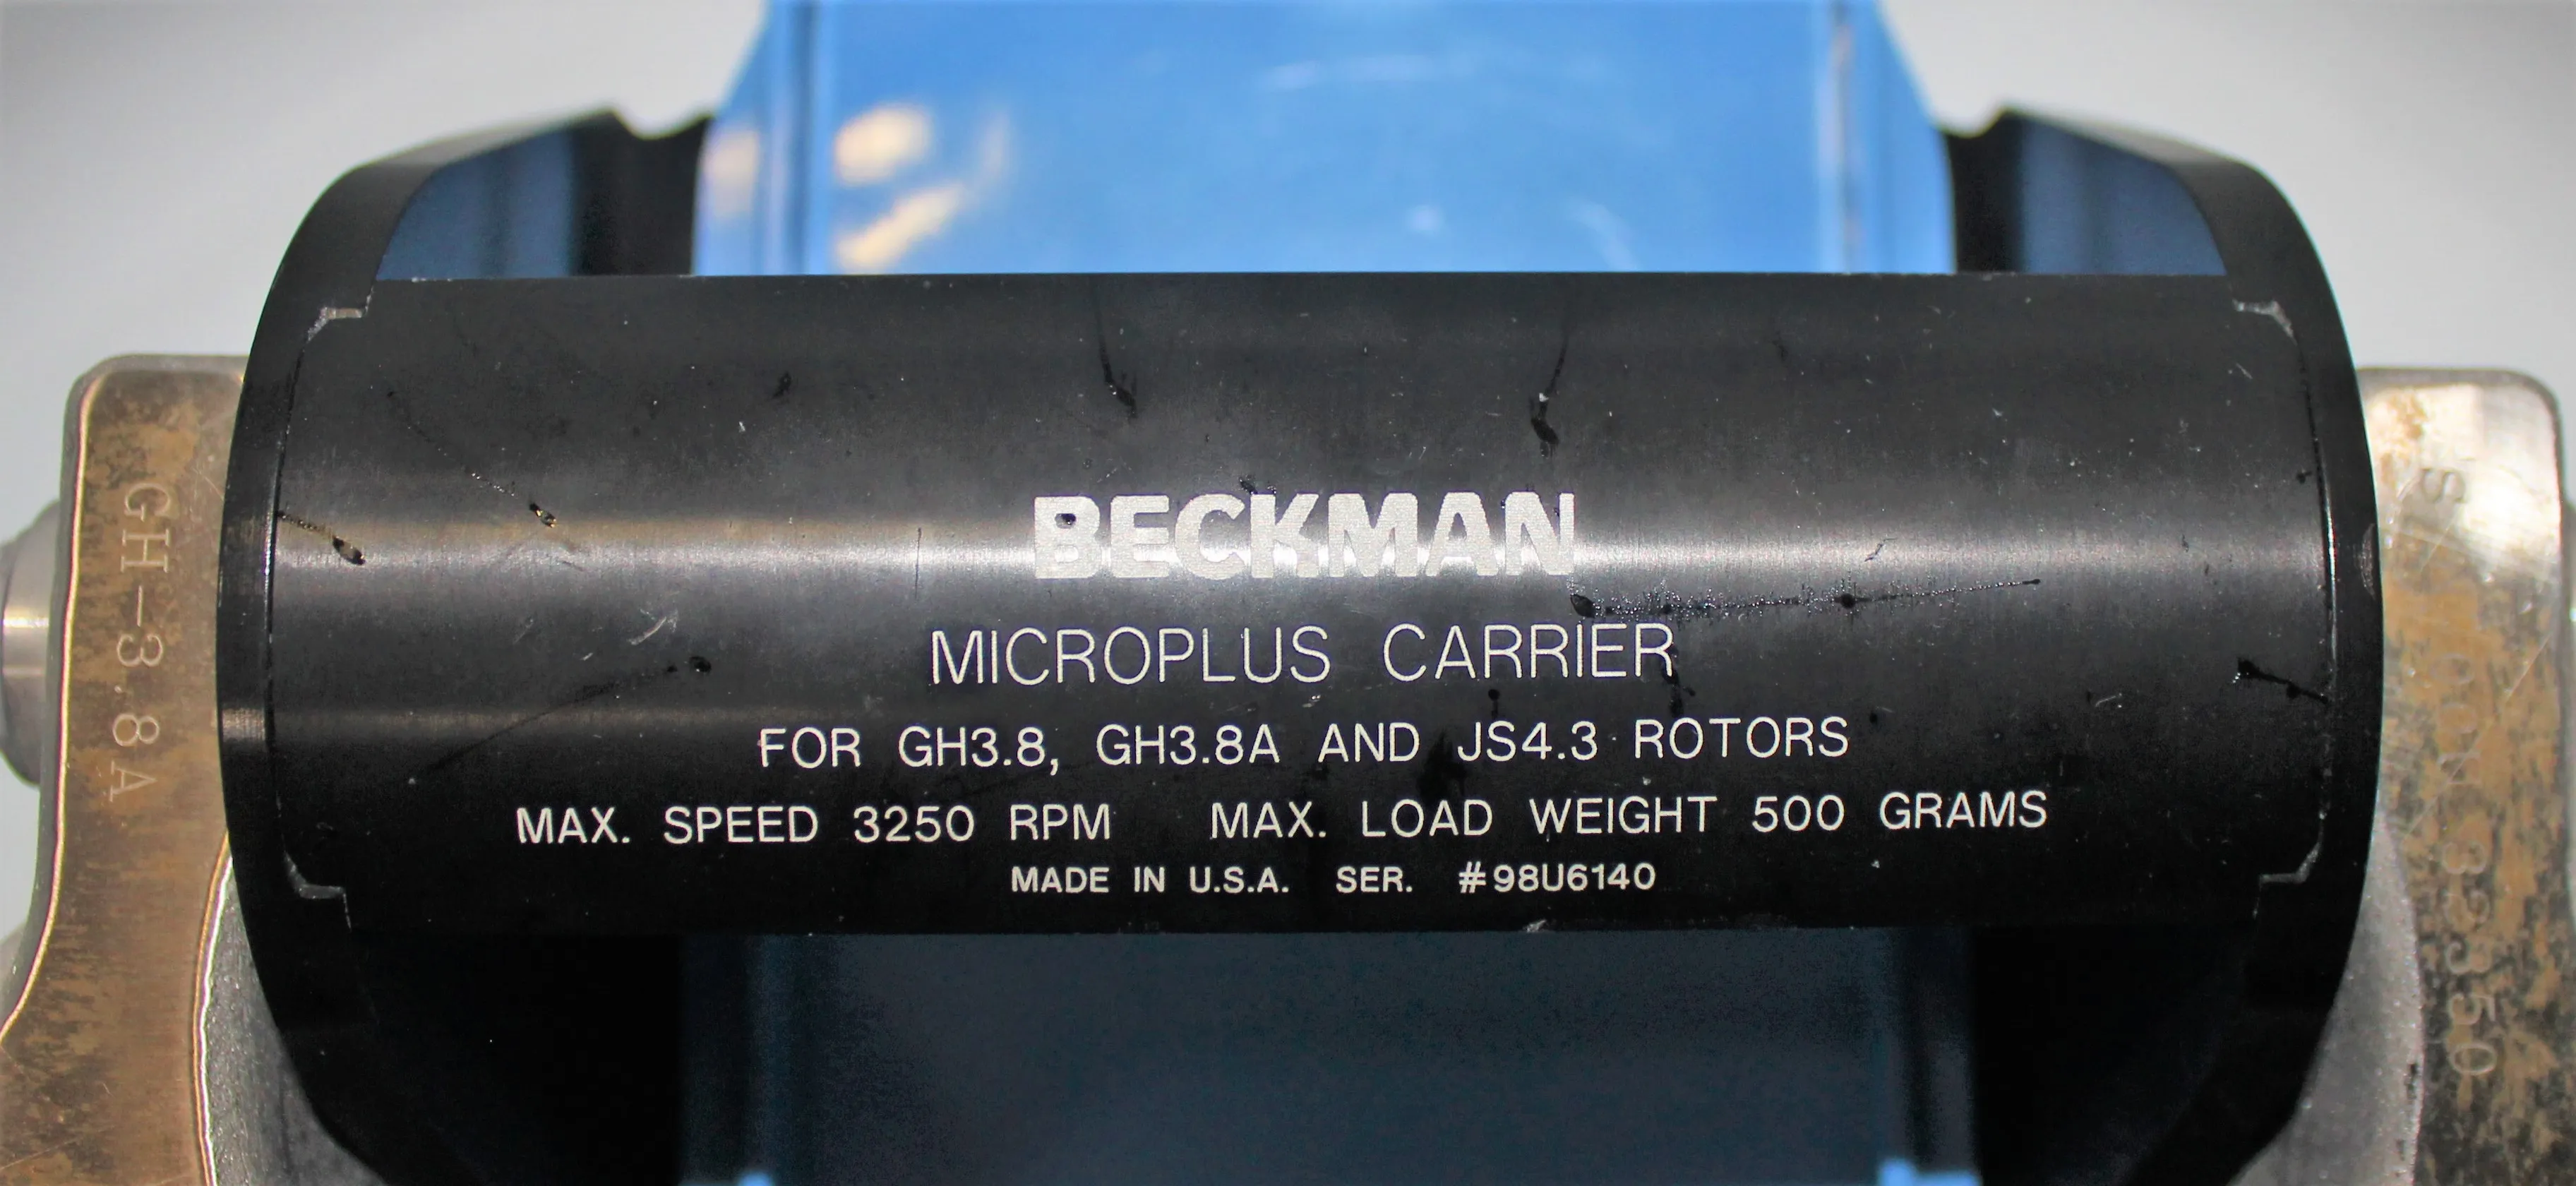 BECKMAN
MICROPLUS CARRIER
FOR GH3.8, GH3.8A AND JS4.3 ROTORS
MAX. SPEED 3250 RPM MAX. LOAD WEIGHT 500 GRAMS
MADE IN U.S.A. SER. #98U6140
GH-3.8A